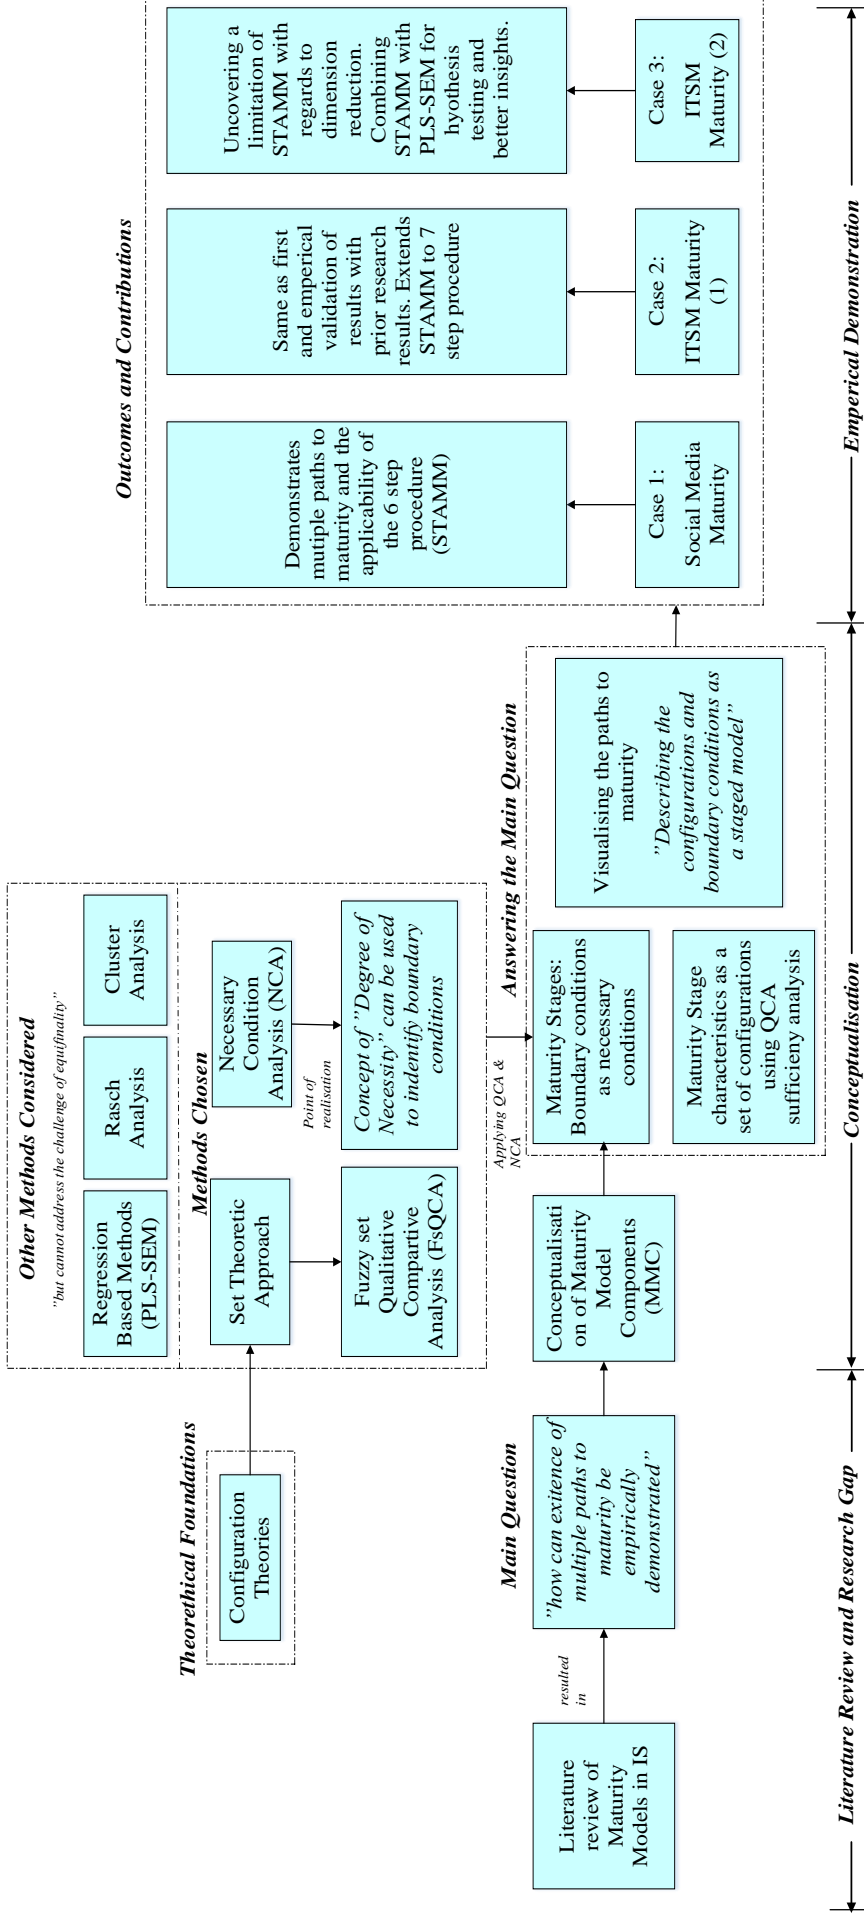 Other Methods Considered
"but cannot address the challenge of equifinality"
Regression
Based Methods
(PLS-SEM)
Rasch
Analysis
Cluster
Analysis
Methods Chosen
Set Theoretic
Approach
Necessary
Condition
Analysis (NCA)
Point of
realisation
Fuzzy set
Qualitative
Compartive
Analysis (FsQCA)
Concept of "Degree of
Necessity" can be used
to indentify boundary
conditions
Theorethical Foundations
Configuration
Theories
Main Question
Literature
review of
Maturity
Models in IS
resulted
in
"how can exitence of
multiple paths to
maturity be
empirically
demonstrated"
Conceptualisati
on of Maturity
Model
Components
(MMC)
Applying QCA &
NCA
Answering the Main Question
Maturity Stages:
Boundary conditions
as necessary
conditions
Maturity Stage
characteristics as a
set of configurations
using QCA
sufficieny analysis
Visualising the paths to
maturity
"Describing the
configurations and
boundary conditions as
a staged model"
Outcomes and Contributions
Demonstrates
mutiple paths to
maturity and the
applicability of
the 6 step
procedure
(STAMM)
Same as first
and emperical
validation of
results with
prior research
results. Extends
STAMM to 7
step procedure
Uncovering a
limitation of
STAMM with
regards to
dimension
reduction.
Combining
STAMM with
PLS-SEM for
hyothesis
testing and
better insights.
Case 1:
Social Media
Maturity
Case 2:
ITSM Maturity
(1)
Case 3:
ITSM
Maturity (2)
Literature Review and Research Gap
Conceptualisation
Emperical Demonstration